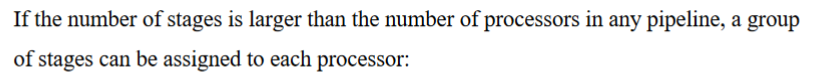 If the number of stages is larger than the number of processors in any pipeline, a group
of stages can be assigned to each processor: